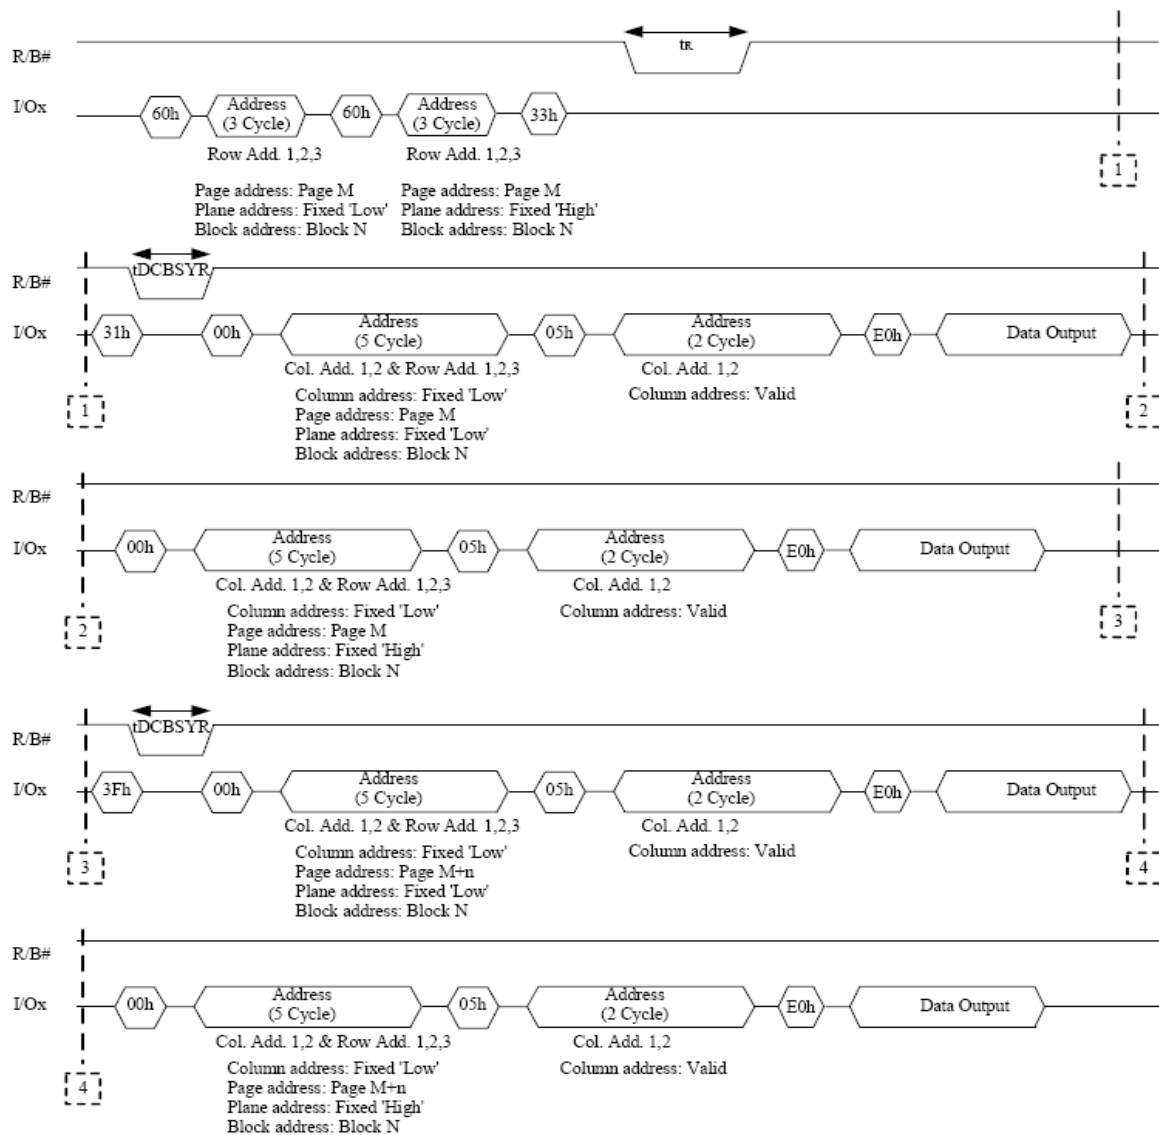 tR
R/B#
I/Ox
60h Address (3 Cycle) 60h Address (3 Cycle) 33h
Row Add. 1,2,3 Row Add. 1,2,3
1
Page address: Page M Page address: Page M
Plane address: Fixed 'Low' Plane address: Fixed 'High'
Block address: Block N Block address: Block N
tDCBSYR
R/B#
I/Ox
31h 00h Address (5 Cycle) 05h Address (2 Cycle) E0h Data Output
Col. Add. 1,2 & Row Add. 1,2,3 Col. Add. 1,2
Column address: Fixed 'Low' Column address: Valid
1 Page address: Page M 2
Plane address: Fixed 'Low'
Block address: Block N
R/B#
I/Ox
00h Address (5 Cycle) 05h Address (2 Cycle) E0h Data Output
Col. Add. 1,2 & Row Add. 1,2,3 Col. Add. 1,2
Column address: Fixed 'Low' Column address: Valid
2 Page address: Page M 3
Plane address: Fixed 'High'
Block address: Block N
tDCBSYR
R/B#
I/Ox
3Fh 00h Address (5 Cycle) 05h Address (2 Cycle) E0h Data Output
Col. Add. 1,2 & Row Add. 1,2,3 Col. Add. 1,2
Column address: Fixed 'Low' Column address: Valid
3 Page address: Page M+n 4
Plane address: Fixed 'Low'
Block address: Block N
R/B#
I/Ox
00h Address (5 Cycle) 05h Address (2 Cycle) E0h Data Output
Col. Add. 1,2 & Row Add. 1,2,3 Col. Add. 1,2
Column address: Fixed 'Low' Column address: Valid
4 Page address: Page M+n
Plane address: Fixed 'High'
Block address: Block N